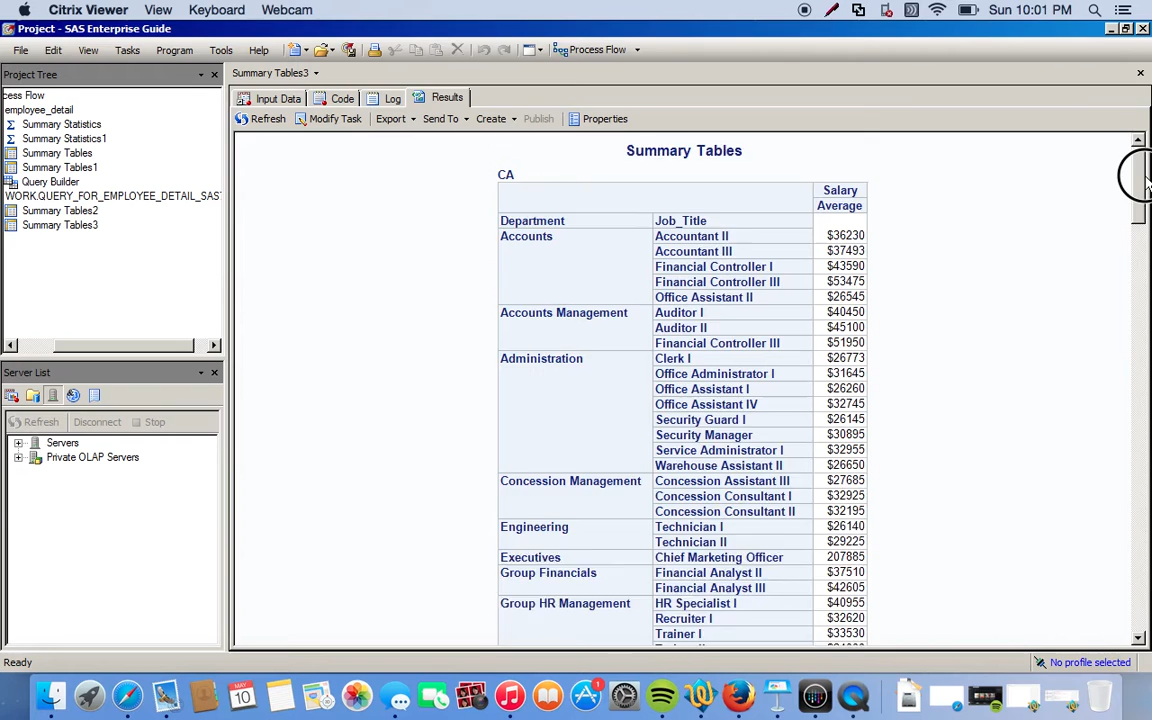 Citrix Viewer View Keyboard Webcam Sun 10:01 PM
Project - SAS Enterprise Guide
File Edit View Tasks Program Tools Help Process Flow
Project Tree
cess Flow
employee_detail
Summary Statistics
Summary Statistics1
Summary Tables
Summary Tables1
Query Builder
WORK.QUERY_FOR_EMPLOYEE_DETAIL_SAS
Summary Tables2
Summary Tables3
Server List
Refresh Disconnect Stop
Servers
Private OLAP Servers
Summary Tables3
Input Data Code Log Results
Refresh Modify Task Export Send To Create Publish Properties
Summary Tables
CA
Salary
Average
Department Job_Title
Accounts Accountant II $36230
Accountant III $37493
Financial Controller I $43590
Financial Controller III $53475
Office Assistant II $26545
Accounts Management Auditor I $40450
Auditor II $45100
Financial Controller III $51950
Administration Clerk I $26773
Office Administrator I $31645
Office Assistant I $26260
Office Assistant IV $32745
Security Guard I $26145
Security Manager $30895
Service Administrator I $32955
Warehouse Assistant II $26650
Concession Management Concession Assistant III $27685
Concession Consultant I $32925
Concession Consultant II $32195
Engineering Technician I $26140
Technician II $29225
Executives Chief Marketing Officer 207885
Group Financials Financial Analyst II $37510
Financial Analyst III $42605
Group HR Management HR Specialist I $40955
Recruiter I $32620
Trainer I $33530
Ready No profile selected
MAY
10
1